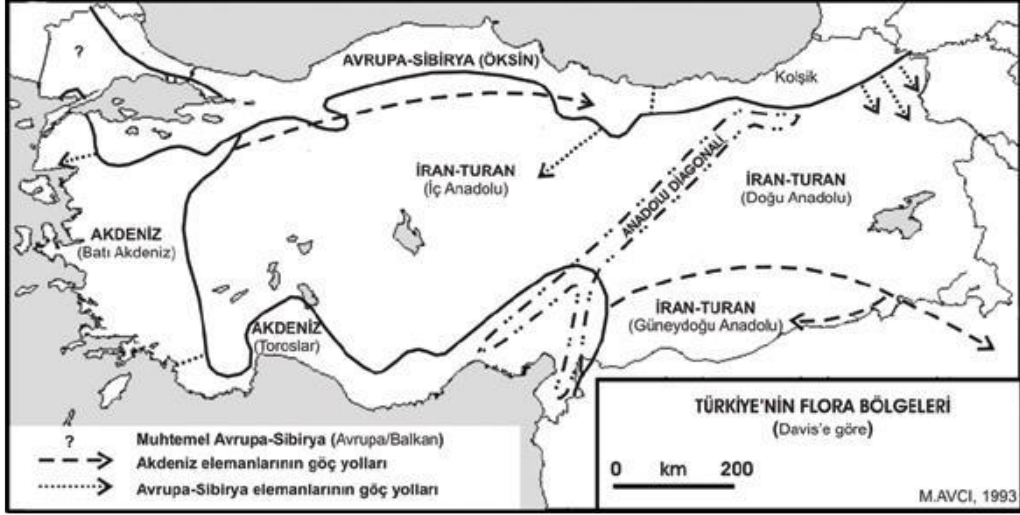 ?
AVRUPA-SİBİRYA (ÖKSİN)
Kolşik
İRAN-TURAN
(İç Anadolu)
ANADOLU DIAGONALİ
İRAN-TURAN
(Doğu Anadolu)
AKDENİZ
(Batı Akdeniz)
AKDENİZ
(Toroslar)
İRAN-TURAN
(Güneydoğu Anadolu)
TÜRKİYE'NİN FLORA BÖLGELERİ
(Davis'e göre)
0 km 200
M.AVCI, 1993
? Muhtemel Avrupa-Sibirya (Avrupa/Balkan)
Akdeniz elemanlarının göç yolları
Avrupa-Sibirya elemanlarının göç yolları